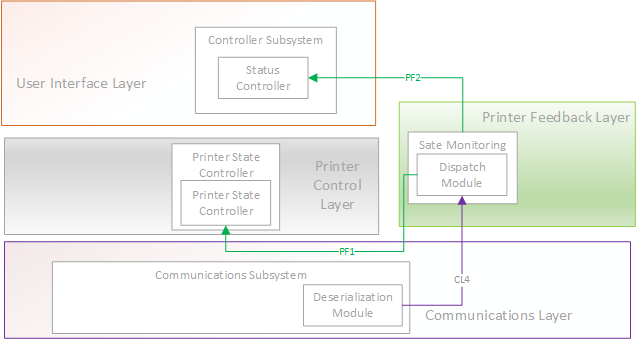 Controller Subsystem
Status
Controller
User Interface Layer
PF2
Printer Feedback Layer
Sate Monitoring
Dispatch
Module
Printer State
Controller
Printer State
Controller
Printer
Control
Layer
PF1
Communications Subsystem
CL4
Deserialization
Module
Communications Layer